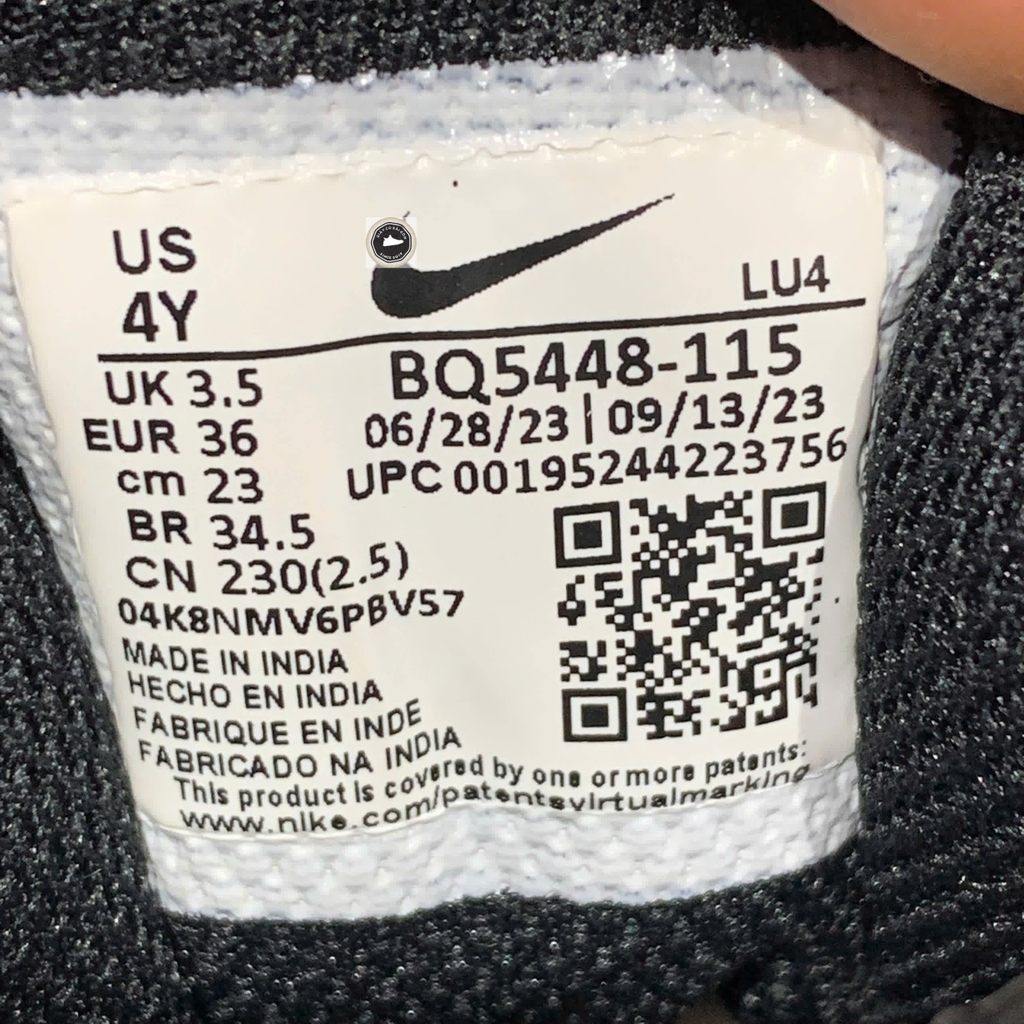 US
4Y
LU4
UK 3.5
EUR 36
cm 23
BR 34.5
CN 230(2.5)
BQ5448-115
06/28/23 | 09/13/23
UPC 00195244223756
04K8NMV6PBV57
MADE IN INDIA
HECHO EN INDIA
FABRIQUE EN INDE
FABRICADO NA INDIA
This product is covered by one or more patents:
www.nike.com/patentsvirtualmarking